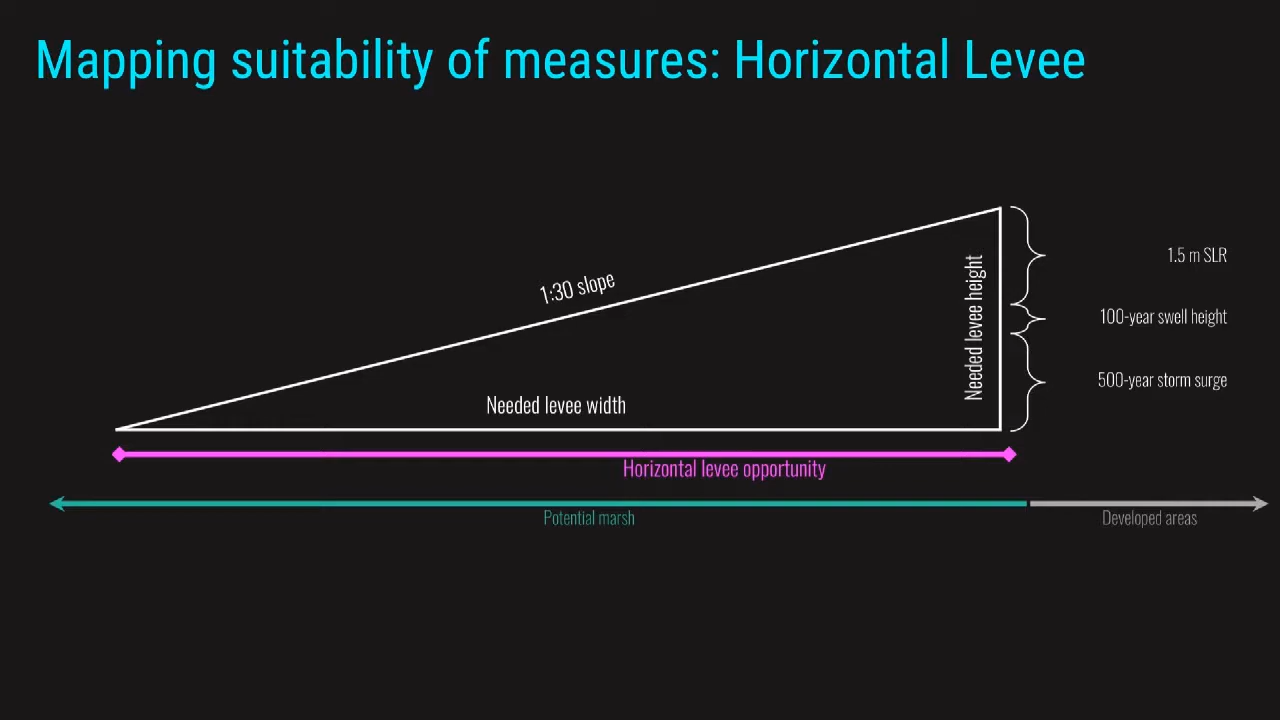 Mapping suitability of measures: Horizontal Levee
1.5 m SLR
1:30 slope
Needed levee height
100-year swell height
500-year storm surge
Needed levee width
Horizontal levee opportunity
Potential marsh
Developed areas